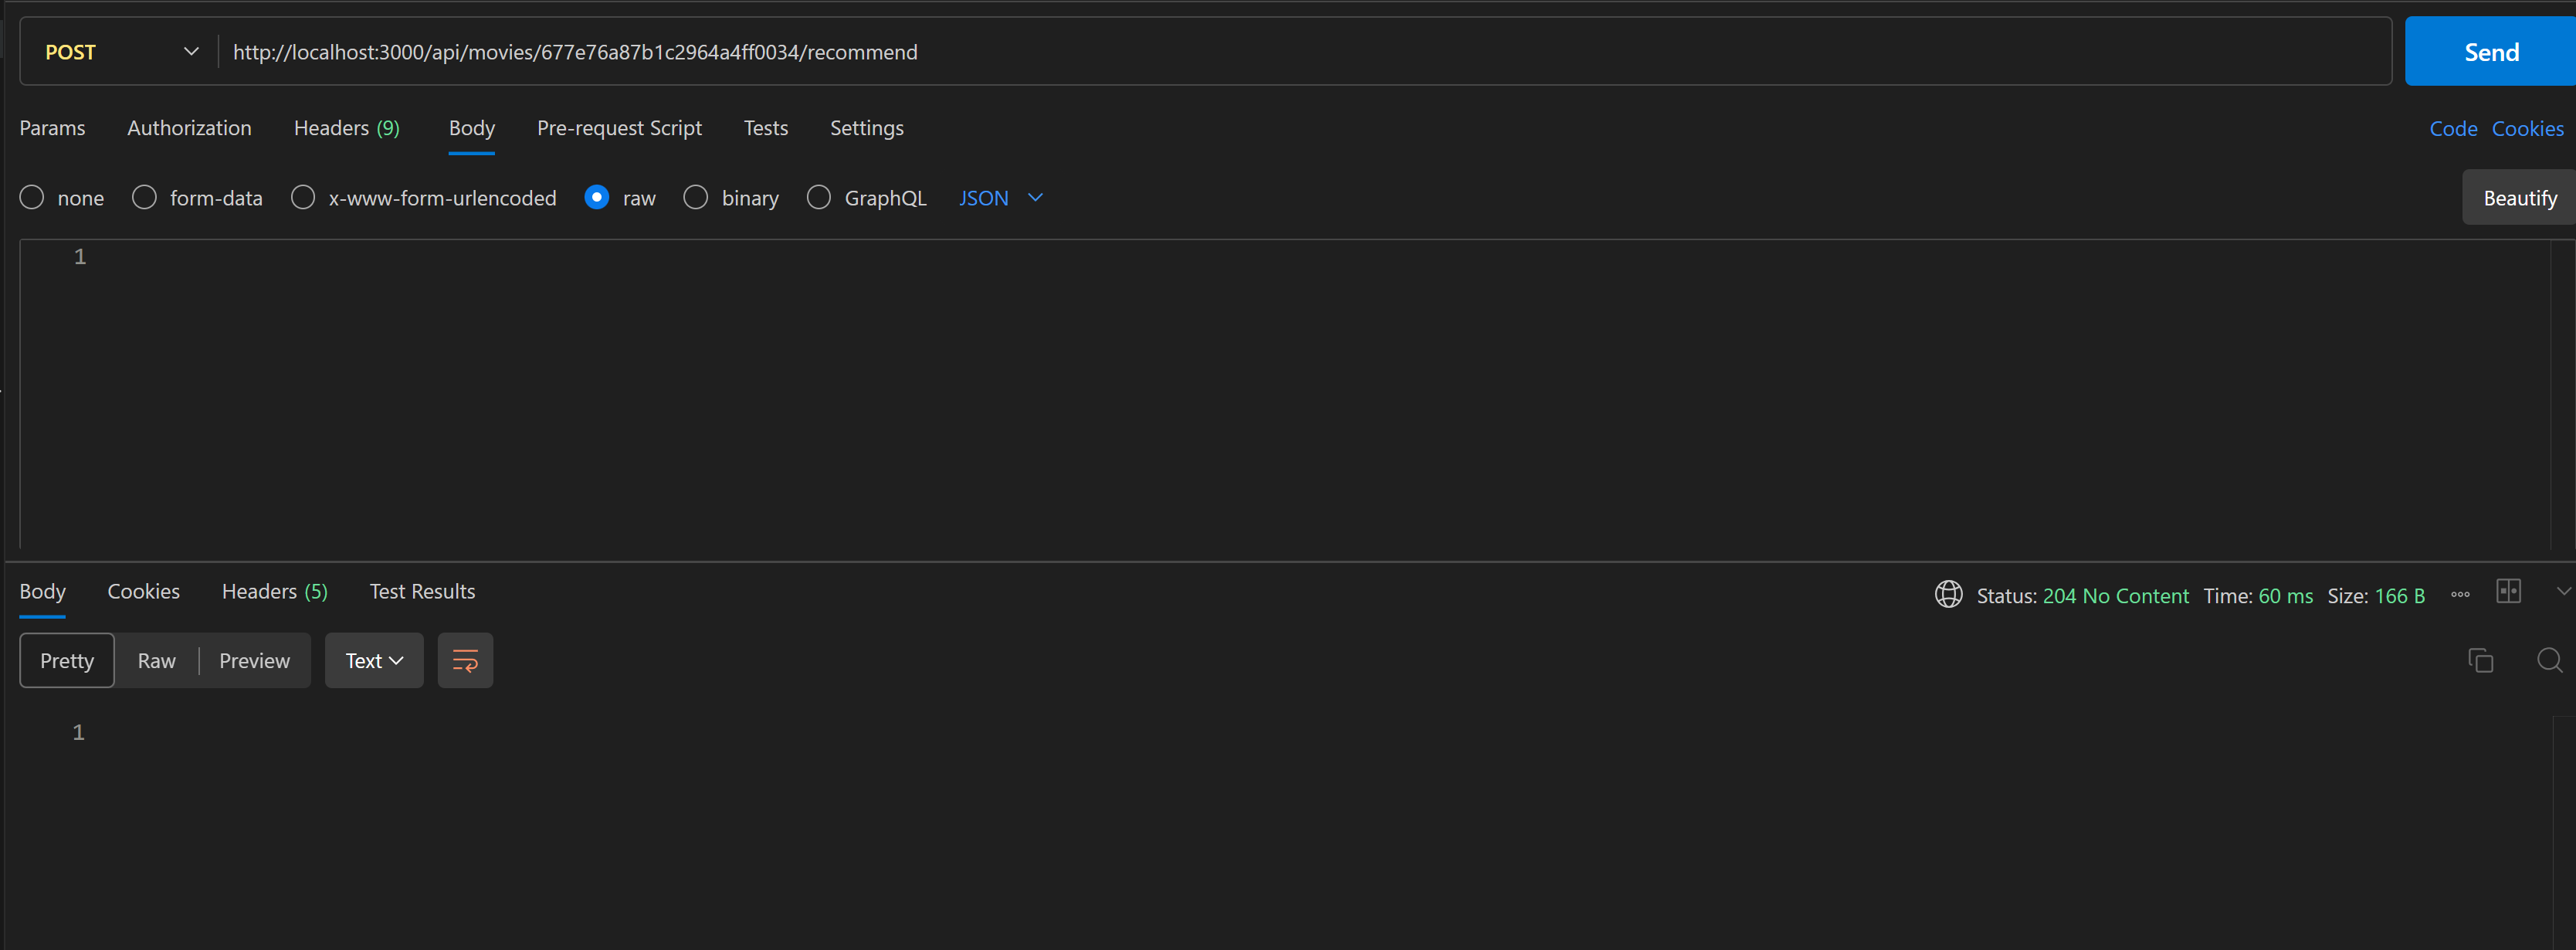 POST http://localhost:3000/api/movies/677e76a87b1c2964a4ff0034/recommend Send
Params Authorization Headers (9) Body Pre-request Script Tests Settings Code Cookies
none form-data x-www-form-urlencoded raw binary GraphQL JSON Beautify
1
Body Cookies Headers (5) Test Results Status: 204 No Content Time: 60 ms Size: 166 B
Pretty Raw Preview Text
1